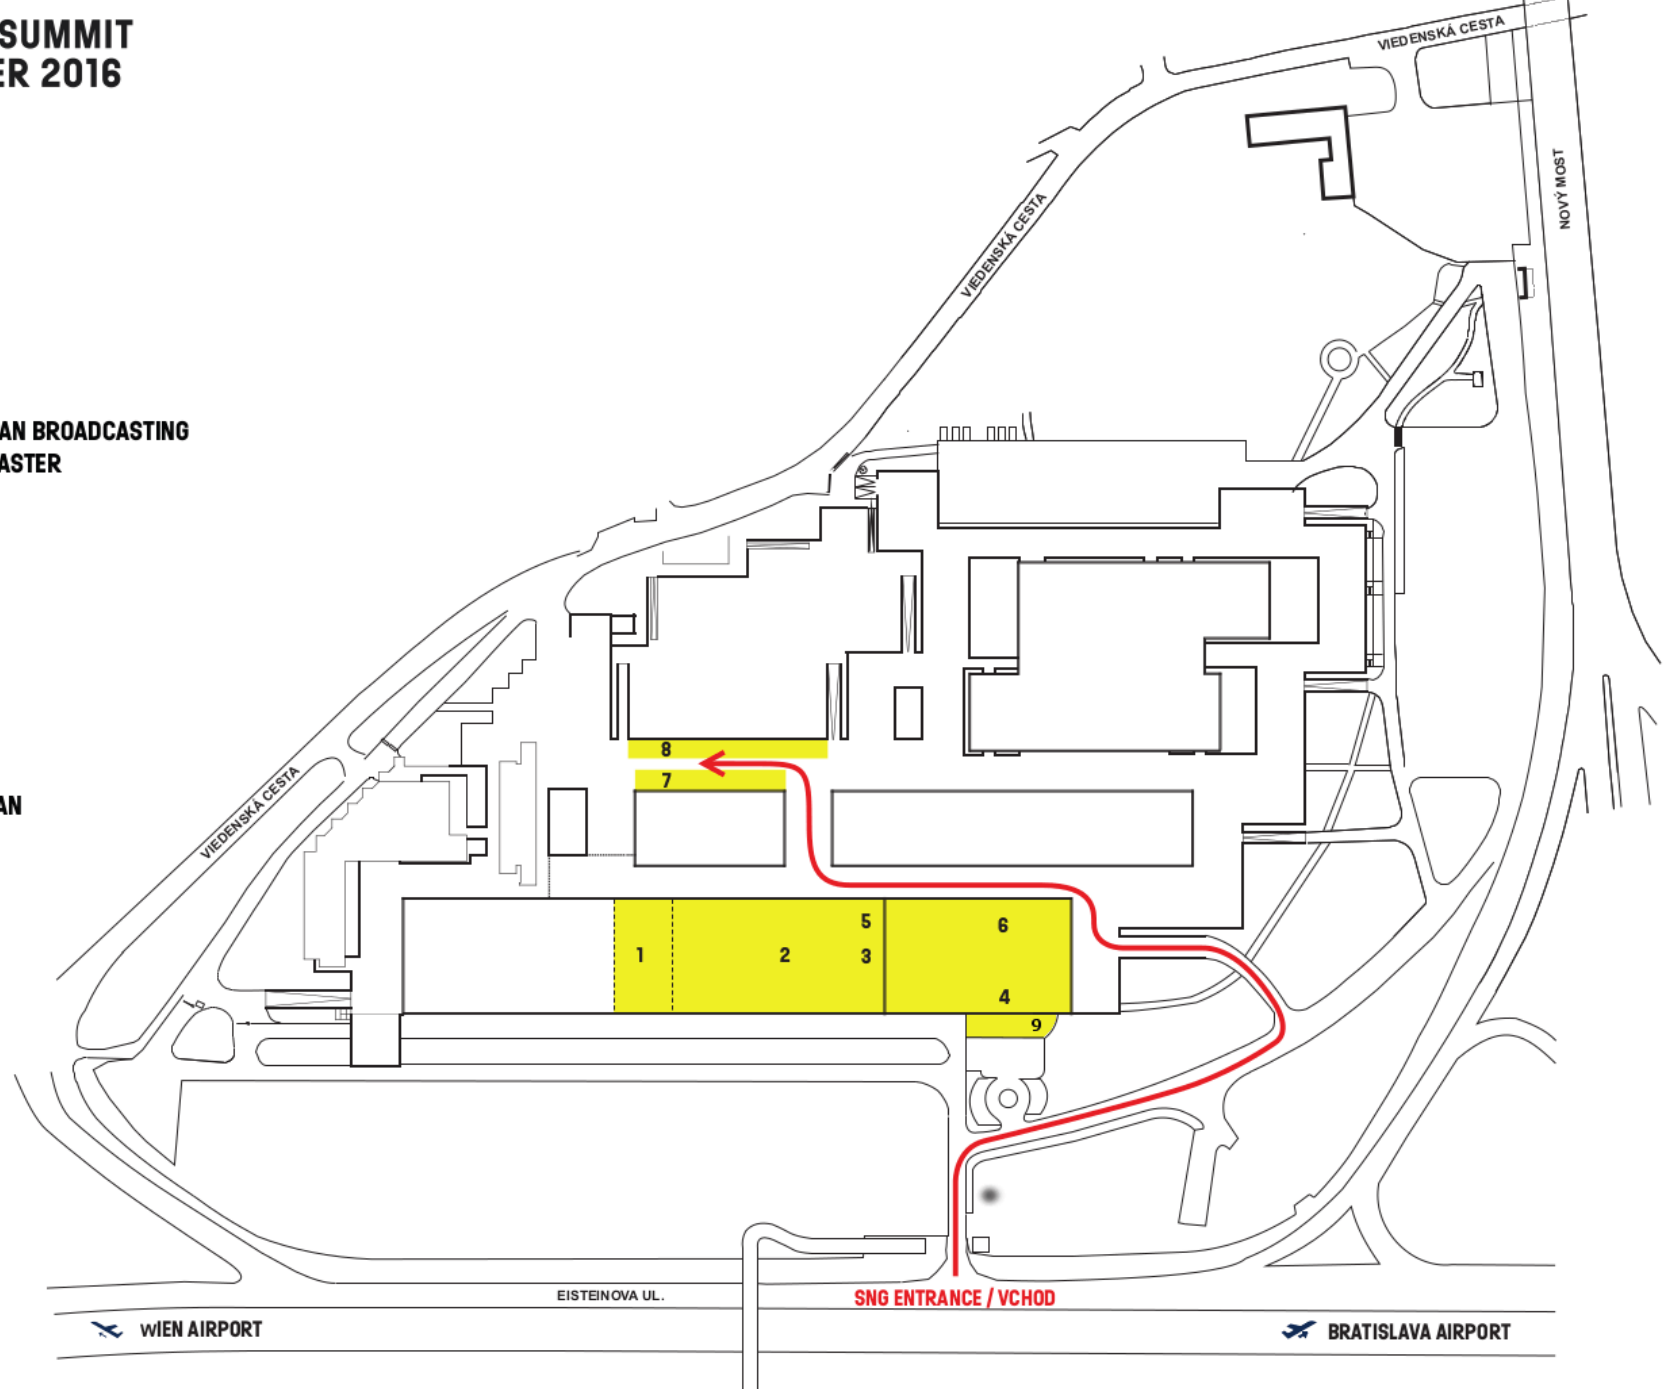 SUMMIT
ER 2016
VIEDENSKÁ CESTA
NOVÝ MOST
VIEDENSKÁ CESTA
AN BROADCASTING
ASTER
8
7
AN
VIEDENSKÁ CESTA
5
6
1
2
3
4
9
EISTEINOVA UL.
SNG ENTRANCE / VCHOD
WIEN AIRPORT
BRATISLAVA AIRPORT